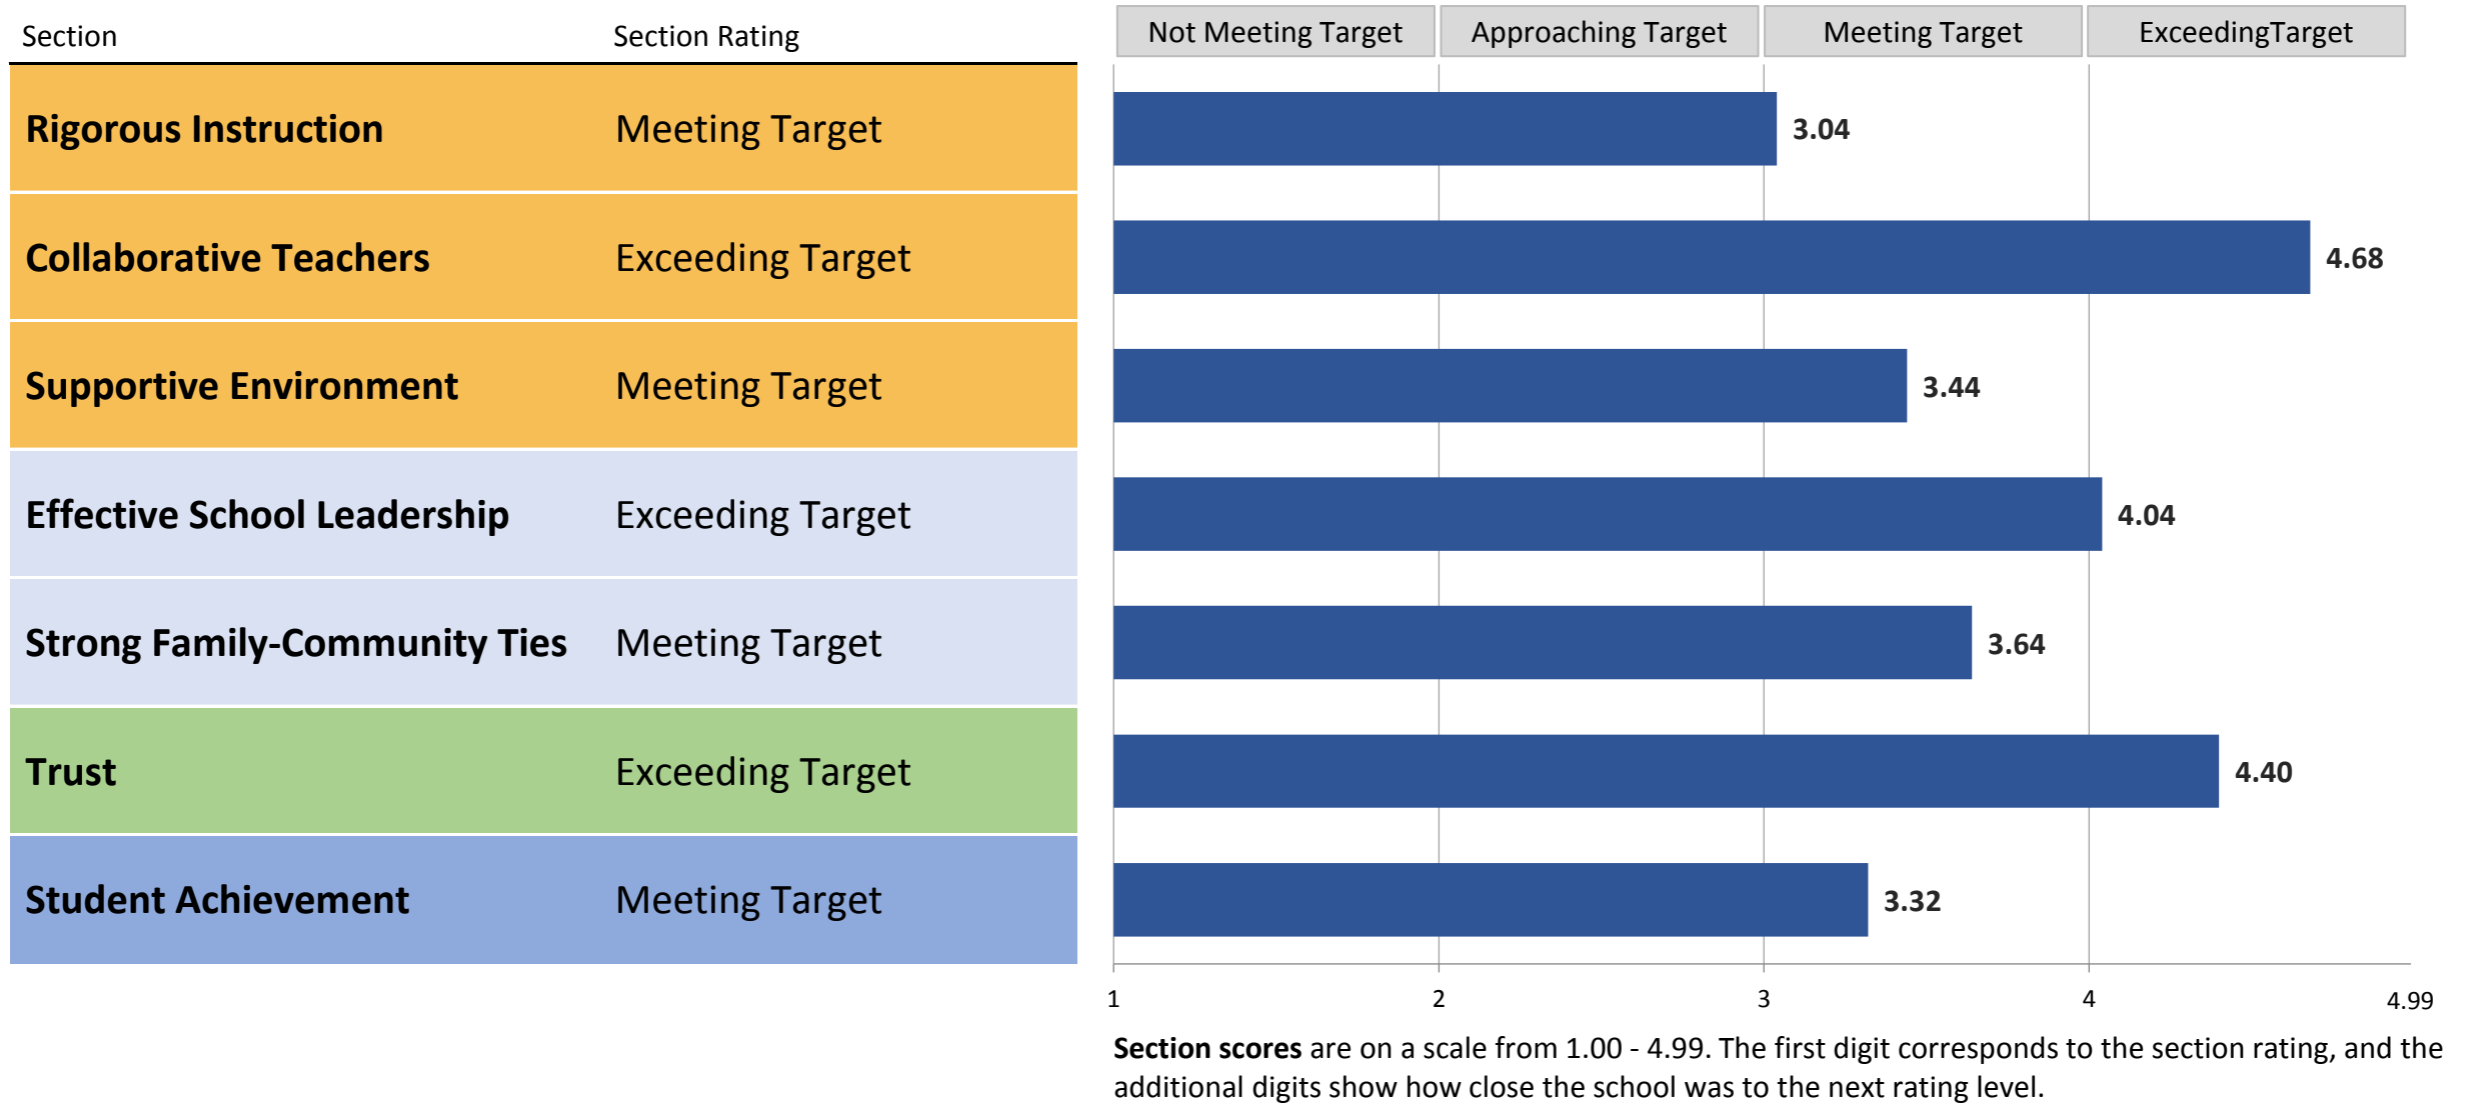 Section Section Rating Not Meeting Target Approaching Target Meeting Target ExceedingTarget
Rigorous Instruction Meeting Target 3.04
Collaborative Teachers Exceeding Target 4.68
Supportive Environment Meeting Target 3.44
Effective School Leadership Exceeding Target 4.04
Strong Family-Community Ties Meeting Target 3.64
Trust Exceeding Target 4.40
Student Achievement Meeting Target 3.32
1 2 3 4 4.99
Section scores are on a scale from 1.00 - 4.99. The first digit corresponds to the section rating, and the
additional digits show how close the school was to the next rating level.